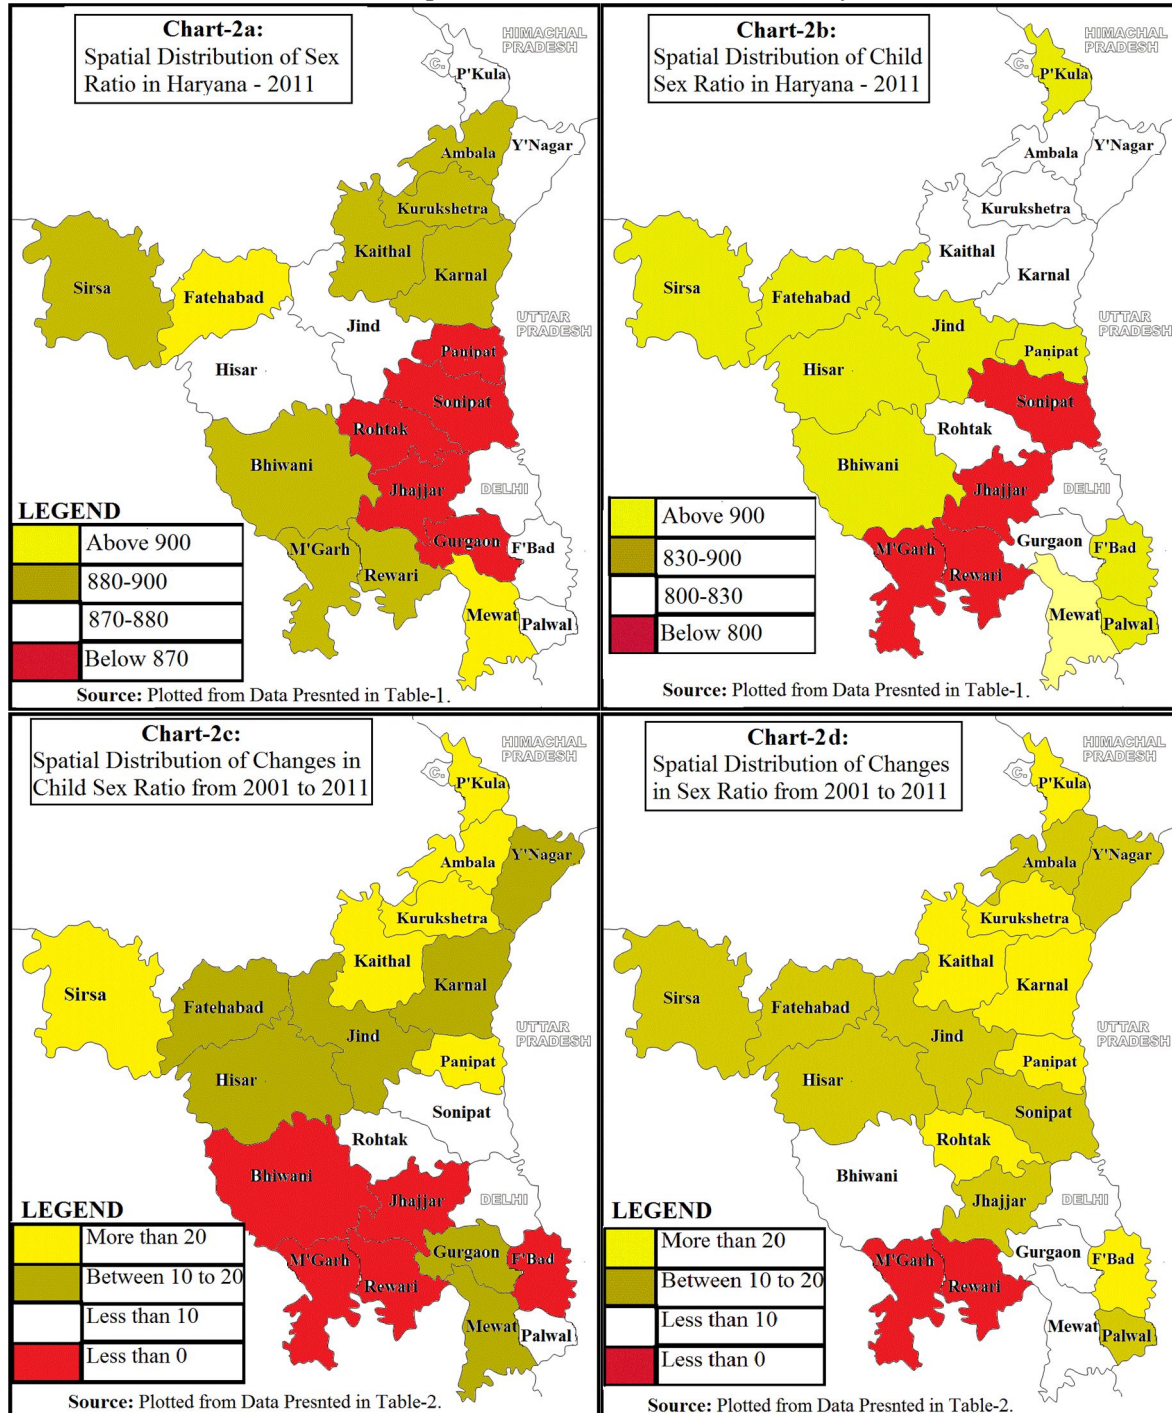 Chart-2a:
Spatial Distribution of Sex
Ratio in Haryana - 2011
HIMACHAL
PRADESH
C.
P'Kula
Ambala
Y'Nagar
Kurukshetra
Kaithal
Karnal
Sirsa
Fatehabad
Jind
UTTAR
PRADESH
Hisar
Panipat
Sonipat
Rohtak
Bhiwani
Jhajjar
DELHI
Gurgaon
F'Bad
M'Garh
Rewari
Mewat
Palwal
LEGEND
Above 900
880-900
870-880
Below 870
Source: Plotted from Data Presnted in Table-1.
Chart-2b:
Spatial Distribution of Child
Sex Ratio in Haryana - 2011
HIMACHAL
PRADESH
C.
P'Kula
Ambala
Y'Nagar
Kurukshetra
Kaithal
Karnal
Sirsa
Fatehabad
Jind
UTTAR
PRADESH
Panipat
Hisar
Sonipat
Rohtak
Bhiwani
Jhajjar
DELHI
Gurgaon
F'Bad
M'Garh
Rewari
Mewat
Palwal
LEGEND
Above 900
830-900
800-830
Below 800
Source: Plotted from Data Presnted in Table-1.
Chart-2c:
Spatial Distribution of Changes in
Child Sex Ratio from 2001 to 2011
HIMACHAL
PRADESH
C.
P'Kula
Ambala
Y'Nagar
Kurukshetra
Kaithal
Karnal
Sirsa
Fatehabad
Jind
UTTAR
PRADESH
Panipat
Hisar
Sonipat
Rohtak
Bhiwani
Jhajjar
DELHI
Gurgaon
F'Bad
M'Garh
Rewari
Mewat
Palwal
LEGEND
More than 20
Between 10 to 20
Less than 10
Less than 0
Source: Plotted from Data Presnted in Table-2.
Chart-2d:
Spatial Distribution of Changes
in Sex Ratio from 2001 to 2011
HIMACHAL
PRADESH
C.
P'Kula
Ambala
Y'Nagar
Kurukshetra
Kaithal
Karnal
Sirsa
Fatehabad
Jind
UTTAR
PRADESH
Panipat
Hisar
Sonipat
Rohtak
Bhiwani
Jhajjar
DELHI
Gurgaon
F'Bad
M'Garh
Rewari
Mewat
Palwal
LEGEND
More than 20
Between 10 to 20
Less than 10
Less than 0
Source: Plotted from Data Presnted in Table-2.